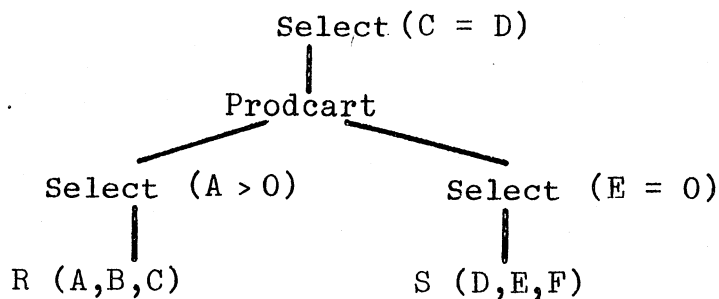 Select (C = D)
Prodcart
Select (A > 0)
Select (E = 0)
R (A,B,C)
S (D,E,F)